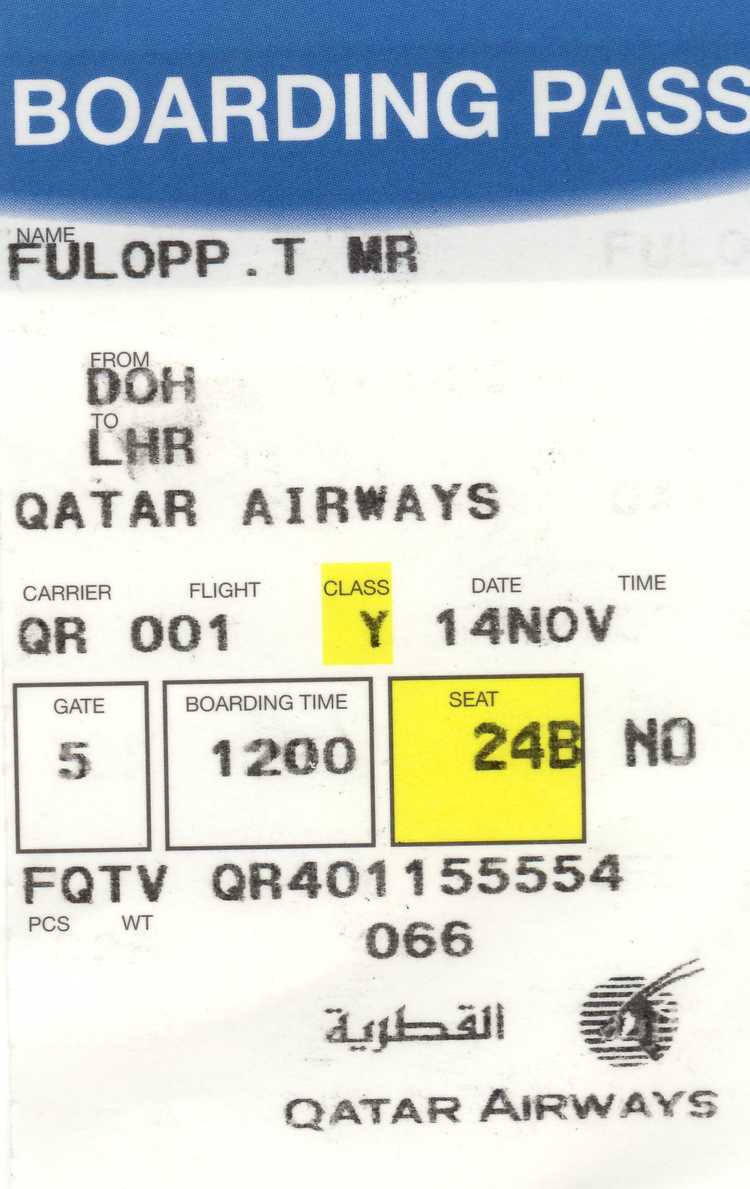 BOARDING PASS
NAME
FULOPP.T MR
FROM
DOH
TO
LHR
QATAR AIRWAYS
CARRIER FLIGHT CLASS DATE TIME
QR 001 Y 14NOV
GATE BOARDING TIME SEAT
5 1200 24B NO
FQTV QR401155554
PCS WT
066
القطرية
QATAR AIRWAYS